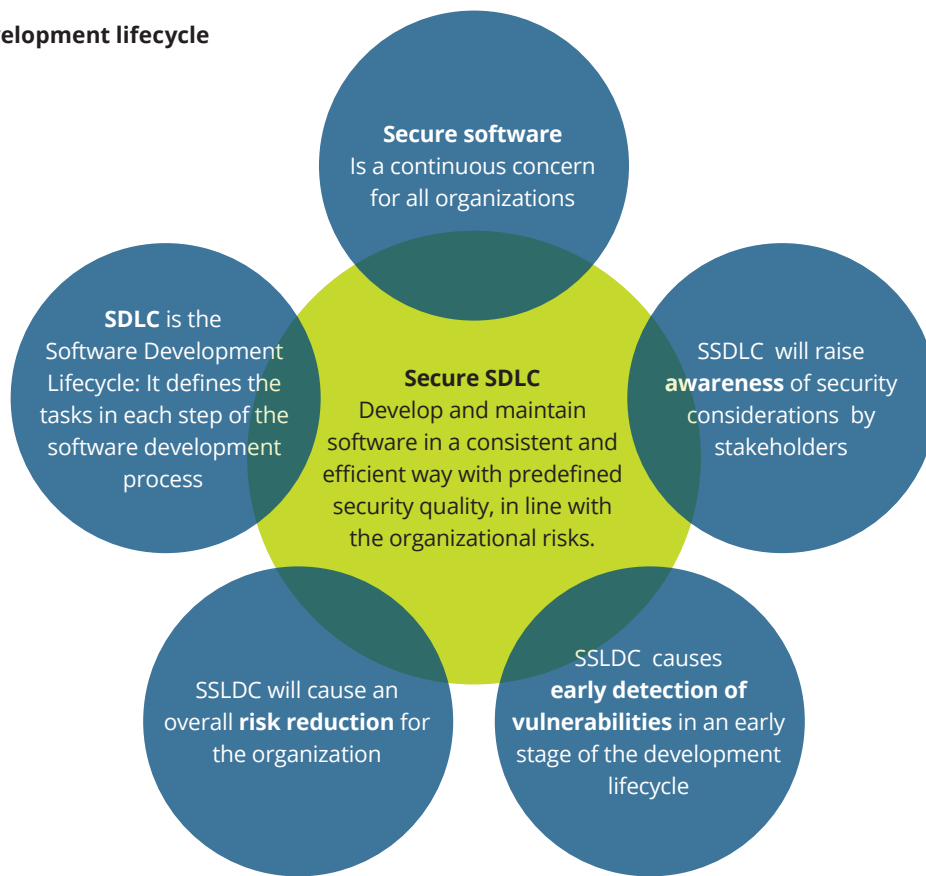 velopment lifecycle
Secure software
Is a continuous concern
for all organizations
SDLC is the
Software Development
Lifecycle: It defines the
tasks in each step of the
software development
process
Secure SDLC
Develop and maintain
software in a consistent and
efficient way with predefined
security quality, in line with
the organizational risks.
SSDLC will raise
awareness of security
considerations by
stakeholders
SSLDC will cause an
overall risk reduction for
the organization
SSLDC causes
early detection of
vulnerabilities in an early
stage of the development
lifecycle